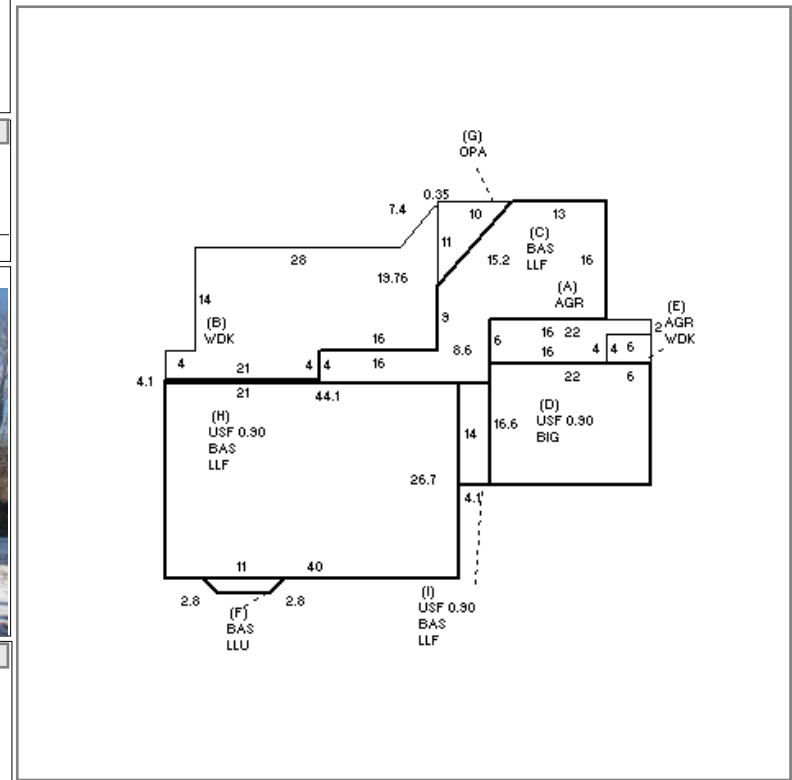 (G)
OPA
0.35
7.4
10
13
(C)
BAS
LLF
11
28
15.2
16
19.76
(A)
AGR
14
(E)
AGR
WDK
(B)
WDK
9
2
16 22
6
16
8.6
16
4 4 6
4
21
4 4
16
4.1
21
44.1
22
6
(H)
USF 0.90
BAS
LLF
(D)
USF 0.90
BIG
14
16.6
26.7
4.1
11
40
2.8
2.8
(F)
BAS
LLU
(I)
USF 0.90
BAS
LLF